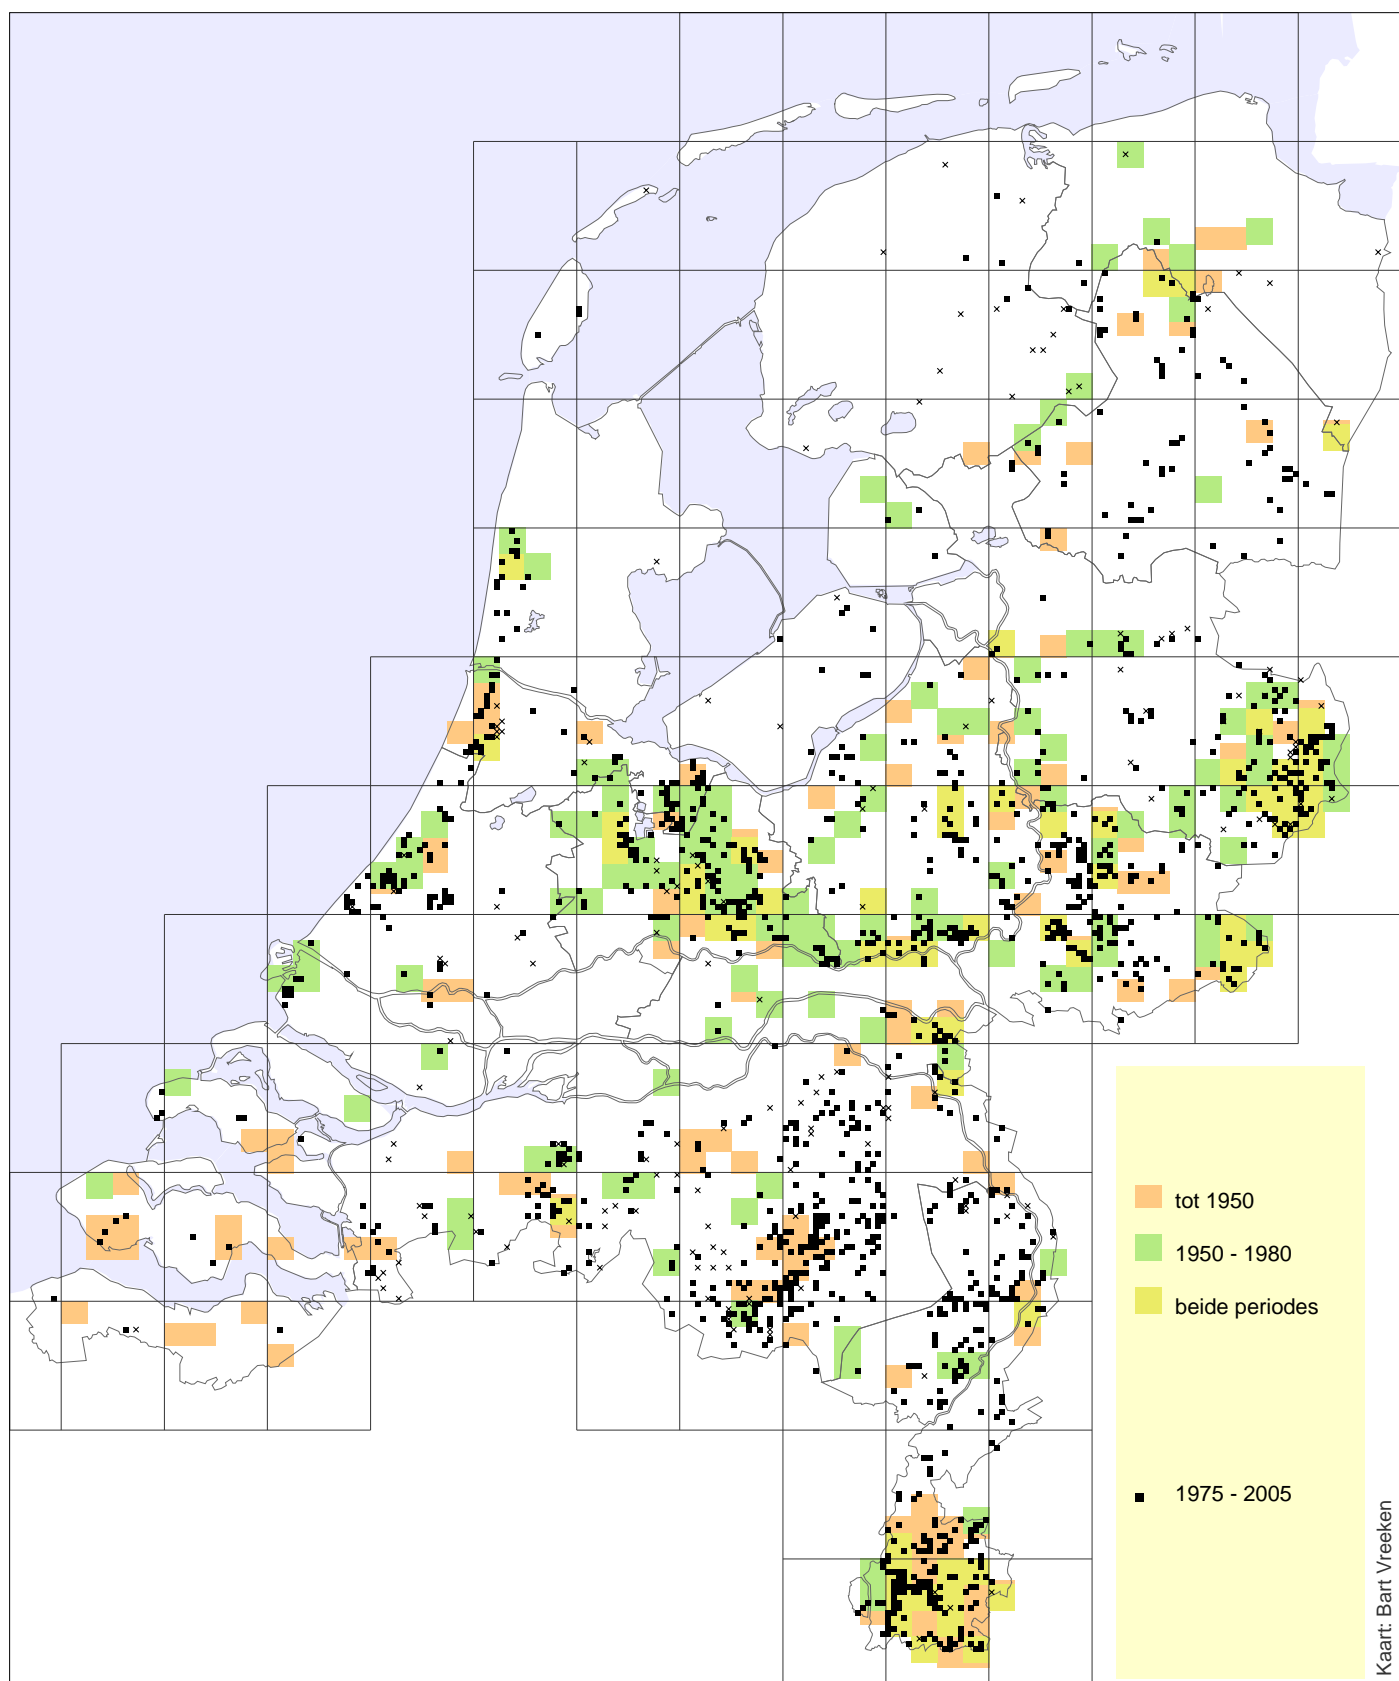 tot 1950
1950 - 1980
beide periodes
1975 - 2005
Kaart: Bart Vreeken